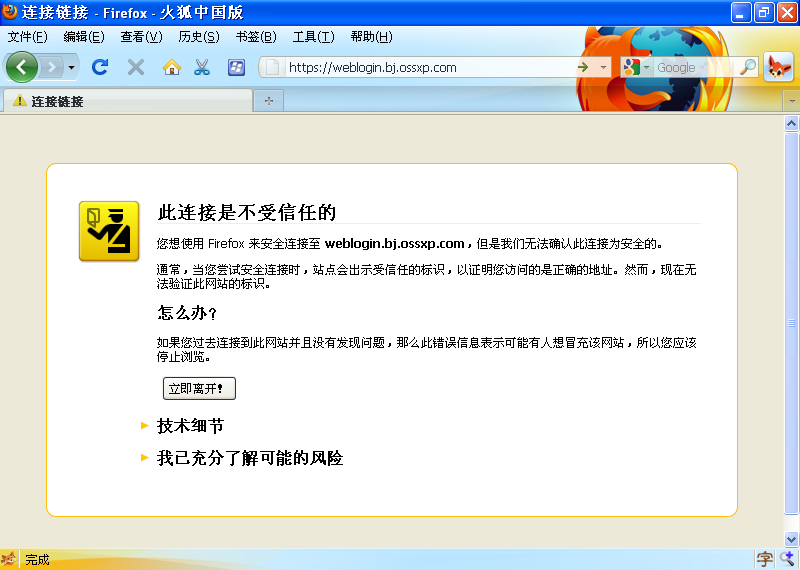 连接链接 - Firefox - 火狐中国版
文件(F) 编辑(E) 查看(V) 历史(S) 书签(B) 工具(T) 帮助(H)
https://weblogin.bj.ossxp.com Google
连接链接
此连接是不受信任的
您想使用 Firefox 来安全连接至 weblogin.bj.ossxp.com，但是我们无法确认此连接为安全的。
通常，当您尝试安全连接时，站点会出示受信任的标识，以证明您访问的是正确的地址。然而，现在无
法验证此网站的标识。
怎么办？
如果您过去连接到此网站并且没有发现问题，那么此错误信息表示可能有人想冒充该网站，所以您应该
停止浏览。
立即离开！
技术细节
我已充分了解可能的风险
完成 字